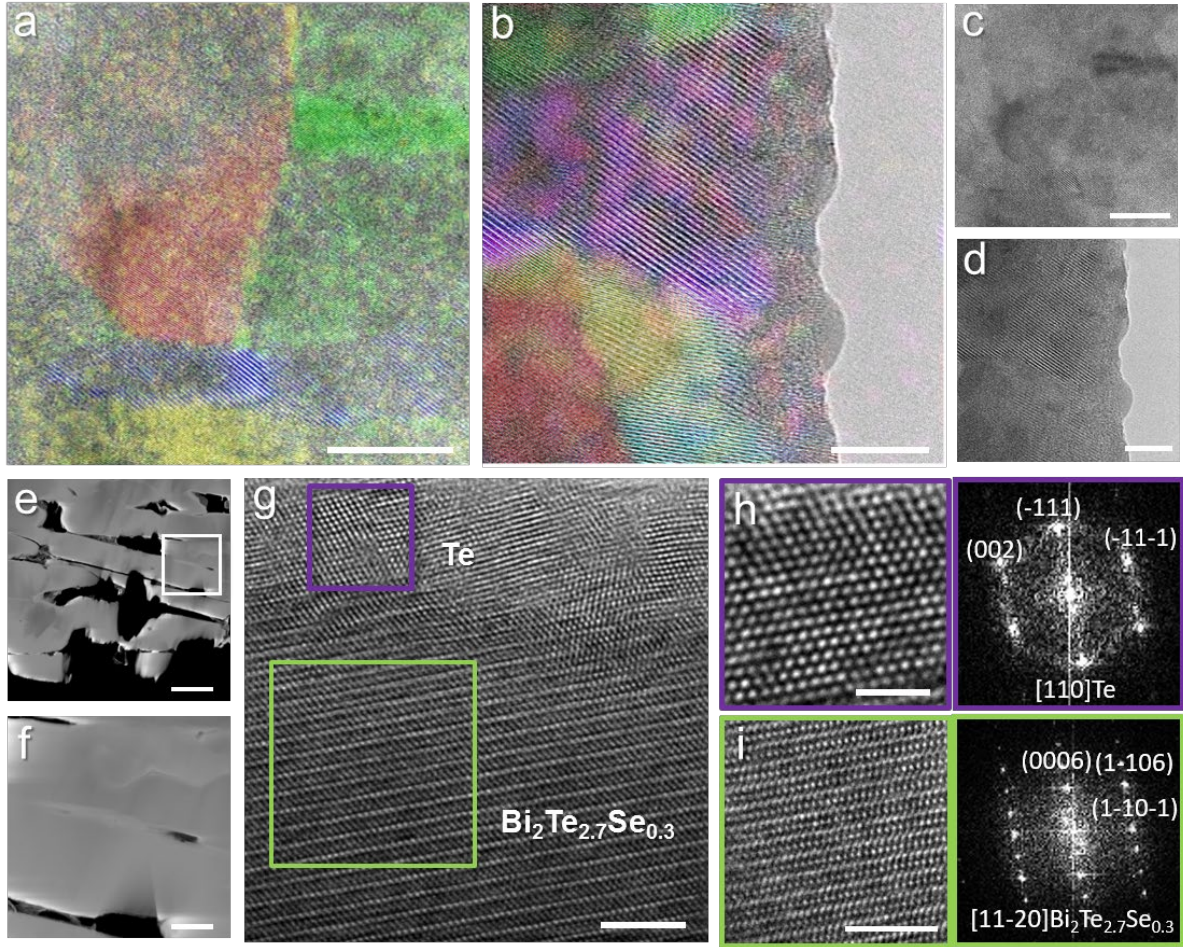 a
b
c
d
e
f
g
Te
Bi2Te2.7Se0.3
h
(-111)
(002)
(-11-1)
[110]Te
i
(0006)
(1-106)
(1-10-1)
[11-20]Bi2Te2.7Se0.3